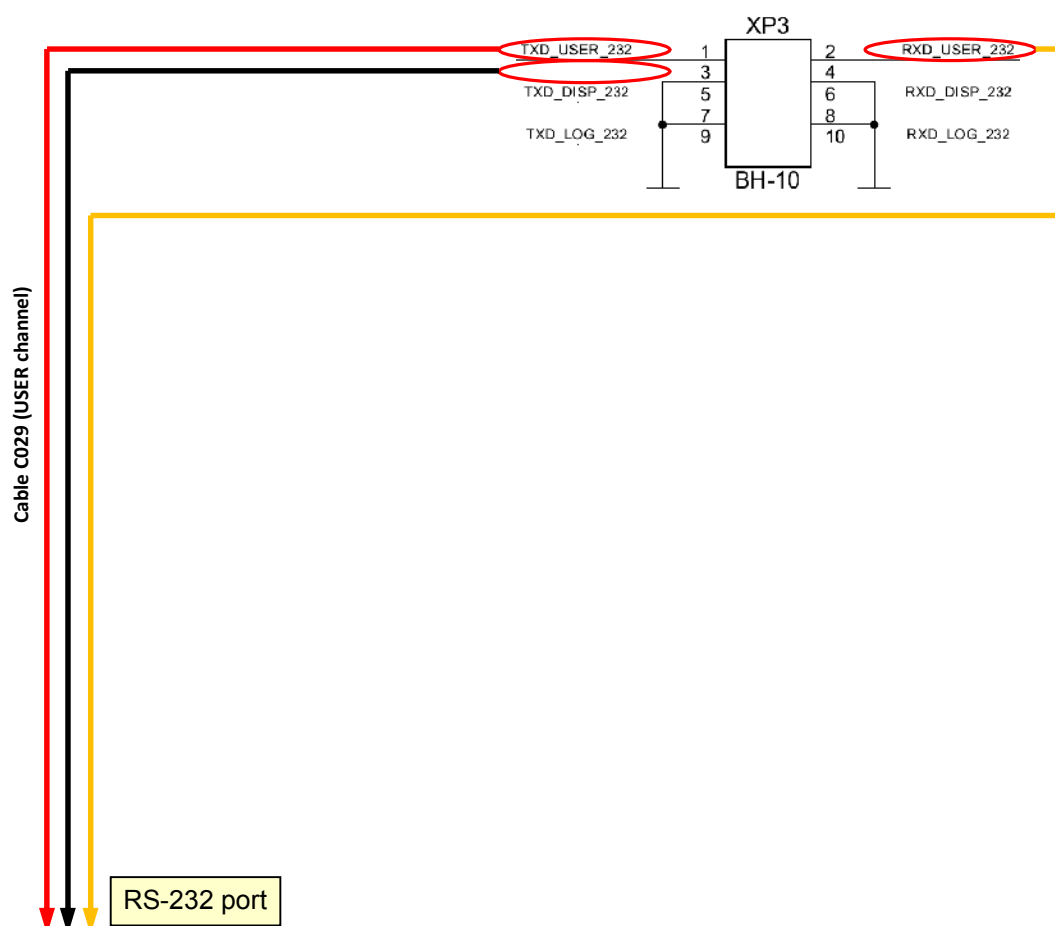 XP3
TXD_USER_232 1 2 RXD_USER_232
3 4
TXD_DISP_232 5 6 RXD_DISP_232
7 8
TXD_LOG_232 9 10 RXD_LOG_232
BH-10
Cable C029 (USER channel)
RS-232 port